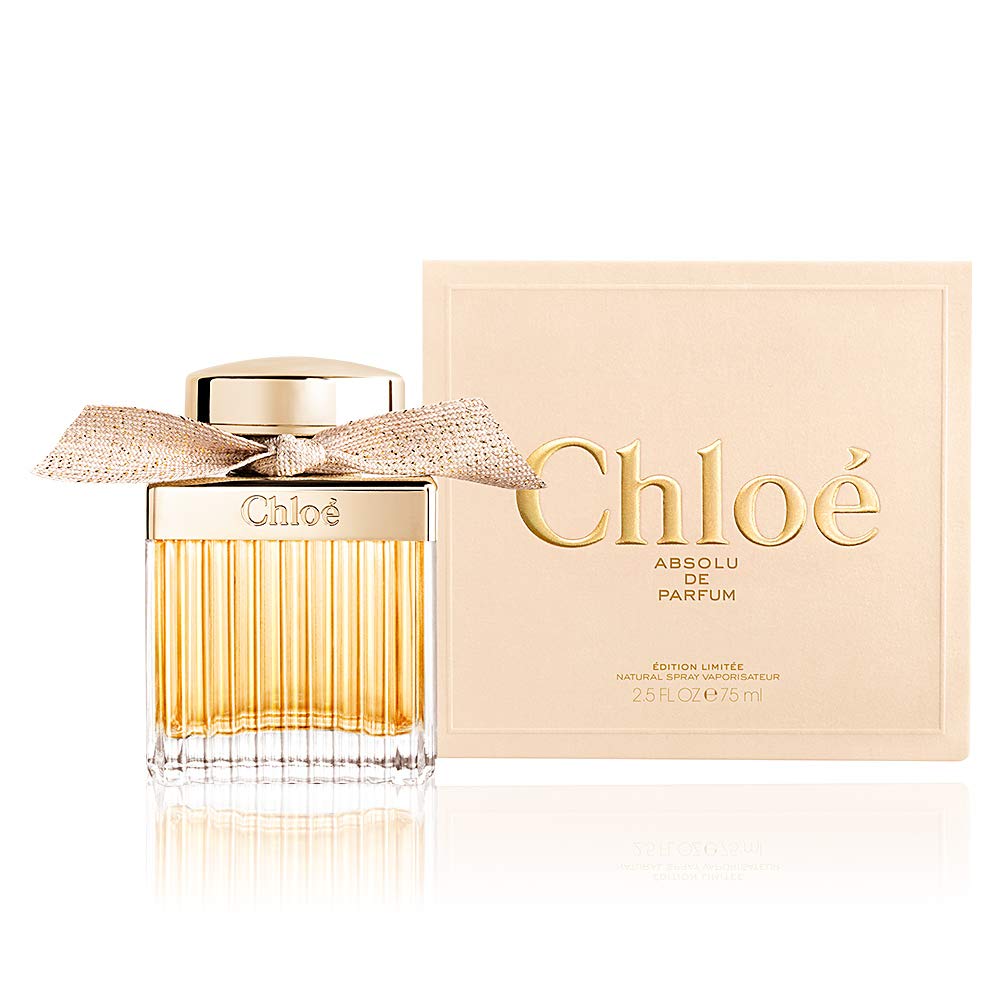 Chloé
Chloé
ABSOLU
DE
PARFUM
ÉDITION LIMITÉE
NATURAL SPRAY VAPORISATEUR
2.5 FL OZ ℮ 75 ml